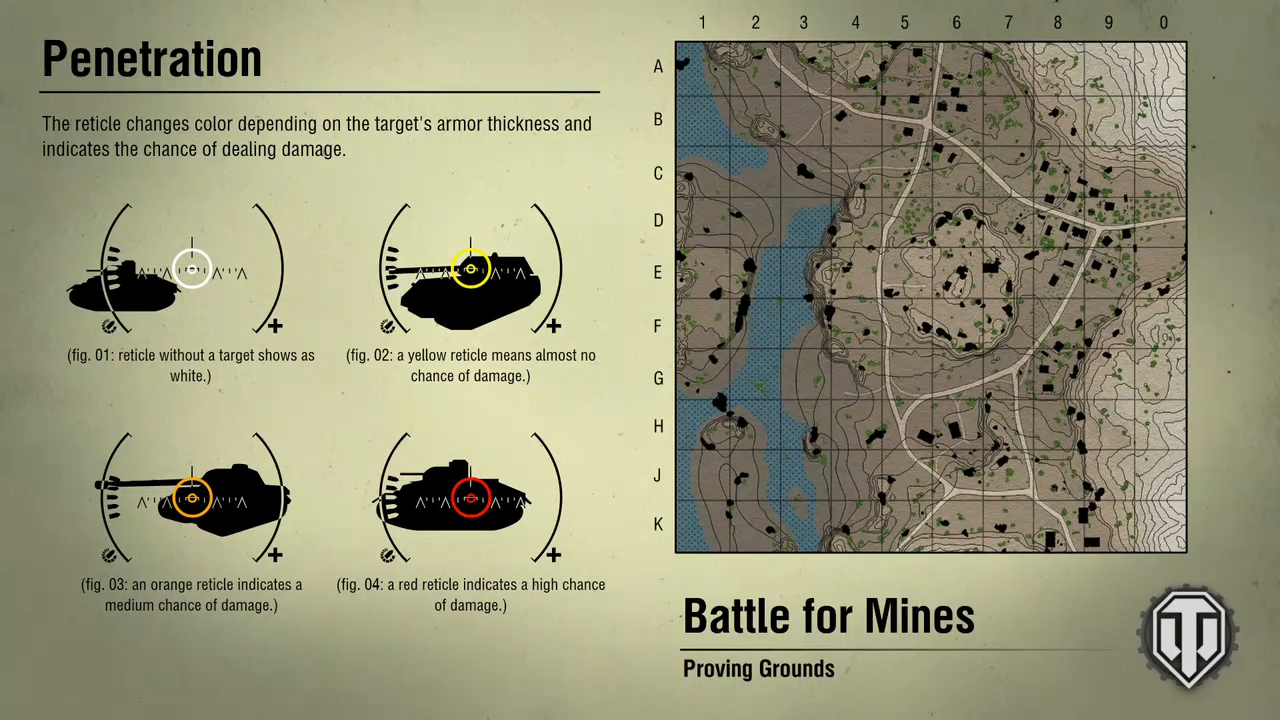 Penetration
The reticle changes color depending on the target's armor thickness and
indicates the chance of dealing damage.
(fig. 01: reticle without a target shows as
white.)
(fig. 02: a yellow reticle means almost no
chance of damage.)
(fig. 03: an orange reticle indicates a
medium chance of damage.)
(fig. 04: a red reticle indicates a high chance
of damage.)
1 2 3 4 5 6 7 8 9 0
A
B
C
D
E
F
G
H
J
K
Battle for Mines
Proving Grounds